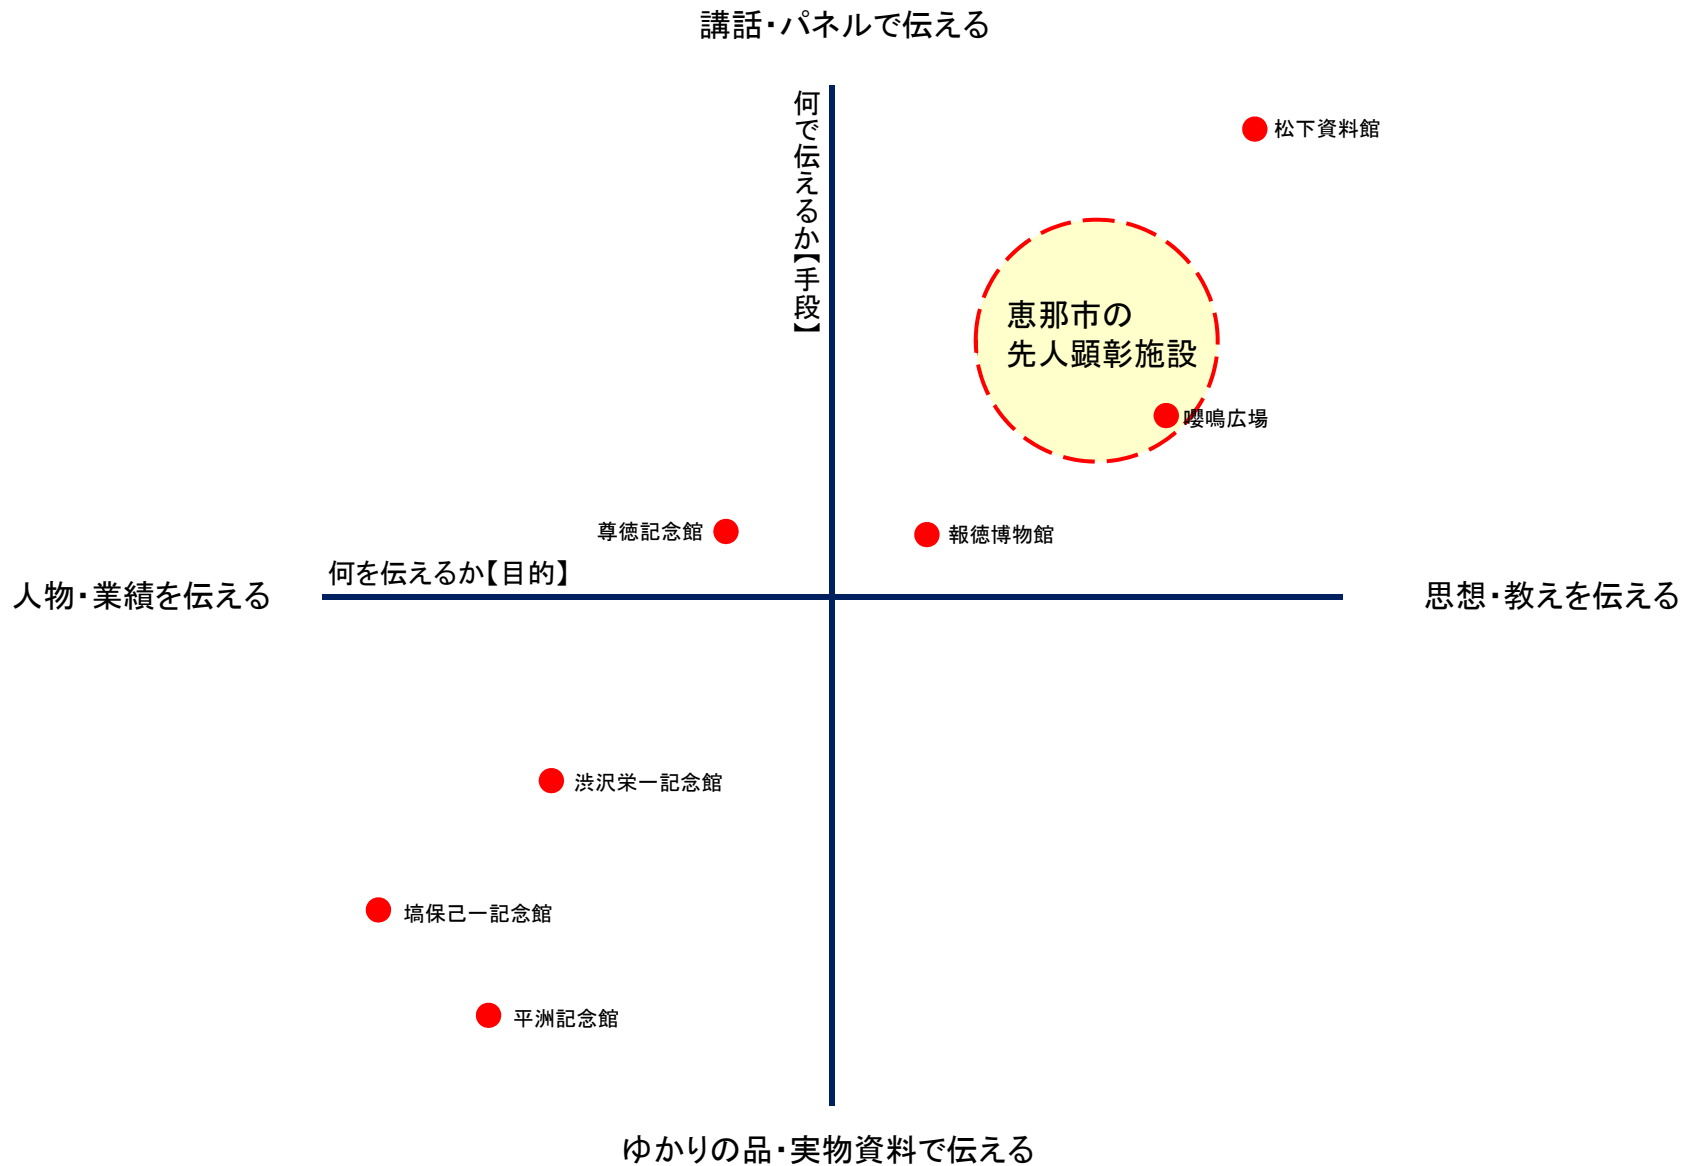 講話・パネルで伝える
何で伝えるか【手段】
松下資料館
恵那市の
先人顕彰施設
嚶鳴広場
尊徳記念館
報徳博物館
何を伝えるか【目的】
人物・業績を伝える
思想・教えを伝える
渋沢栄一記念館
塙保己一記念館
平洲記念館
ゆかりの品・実物資料で伝える